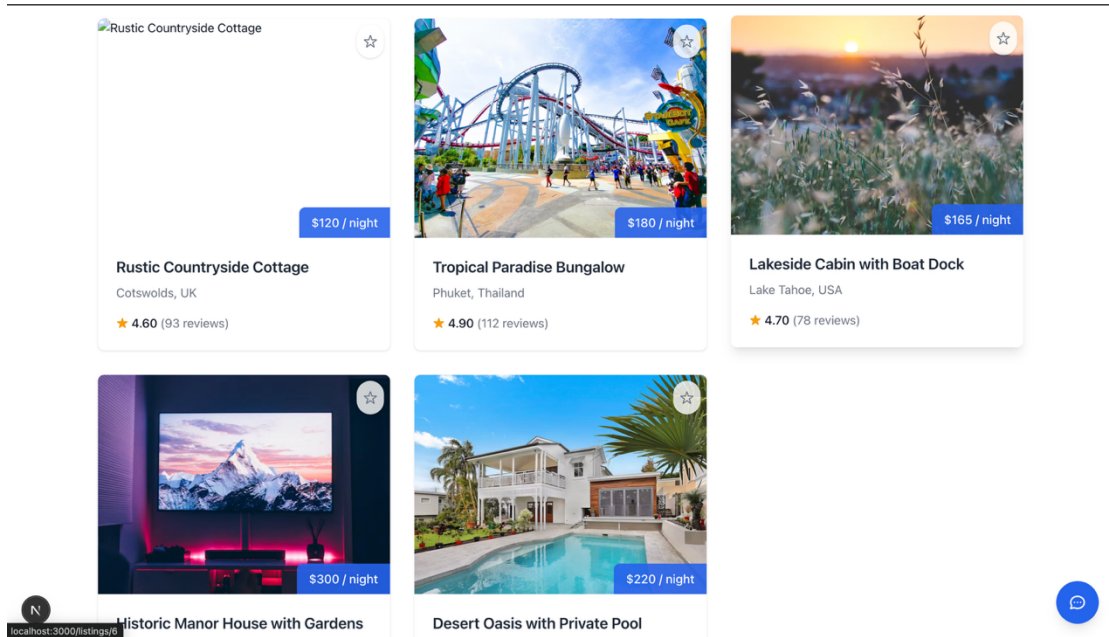 Rustic Countryside Cottage
$120 / night
Rustic Countryside Cottage
Cotswolds, UK
★ 4.60 (93 reviews)
$180 / night
Tropical Paradise Bungalow
Phuket, Thailand
★ 4.90 (112 reviews)
$165 / night
Lakeside Cabin with Boat Dock
Lake Tahoe, USA
★ 4.70 (78 reviews)
$300 / night
Historic Manor House with Gardens
$220 / night
Desert Oasis with Private Pool
N
localhost:3000/listings/6